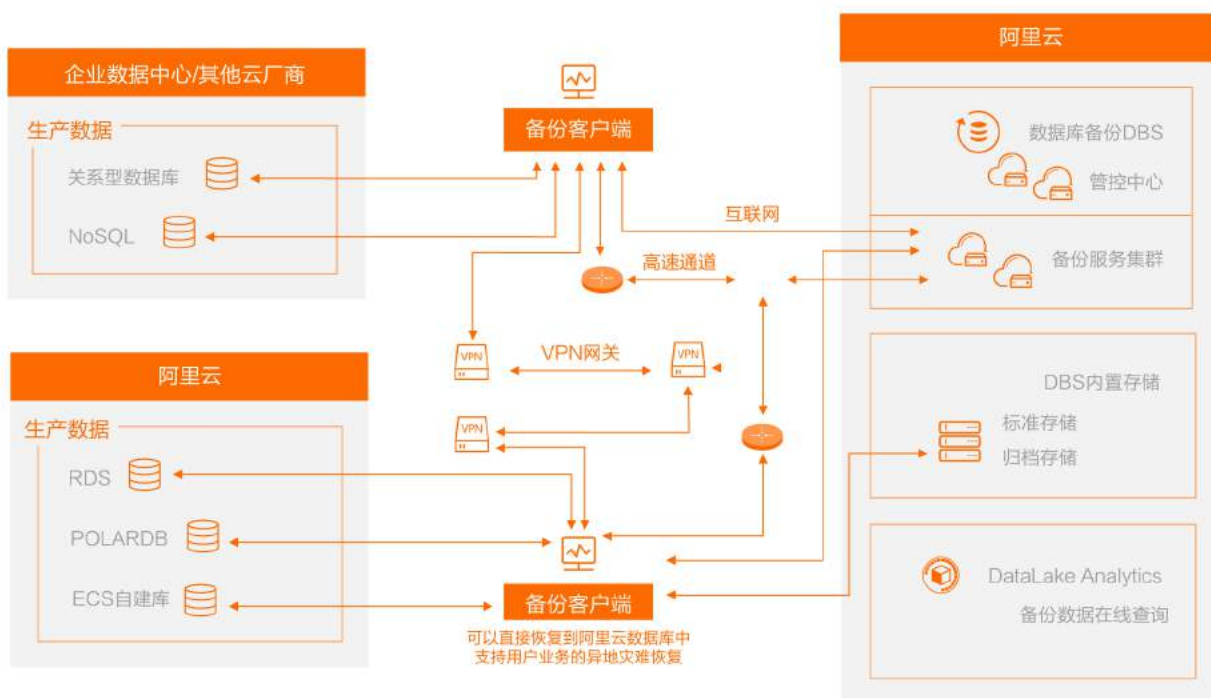 企业数据中心/其他云厂商
生产数据
关系型数据库
NoSQL
阿里云
生产数据
RDS
POLARDB
ECS自建库
备份客户端
互联网
高速通道
VPN
VPN网关
VPN
VPN
备份客户端
可以直接恢复到阿里云数据库中
支持用户业务的异地灾难恢复
阿里云
数据库备份DBS
管控中心
备份服务集群
DBS内置存储
标准存储
归档存储
DataLake Analytics
备份数据在线查询